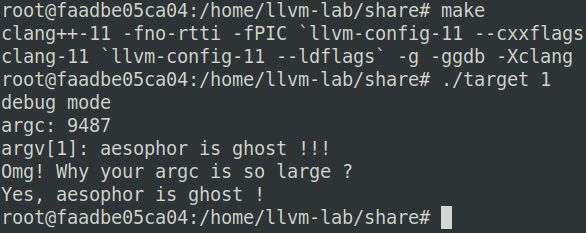 root@faadbe05ca04:/home/llvm-lab/share# make
clang++-11 -fno-rtti -fPIC `llvm-config-11 --cxxflags
clang-11 `llvm-config-11 --ldflags` -g -ggdb -Xclang
root@faadbe05ca04:/home/llvm-lab/share# ./target 1
debug mode
argc: 9487
argv[1]: aesophor is ghost !!!
Omg! Why your argc is so large ?
Yes, aesophor is ghost !
root@faadbe05ca04:/home/llvm-lab/share#